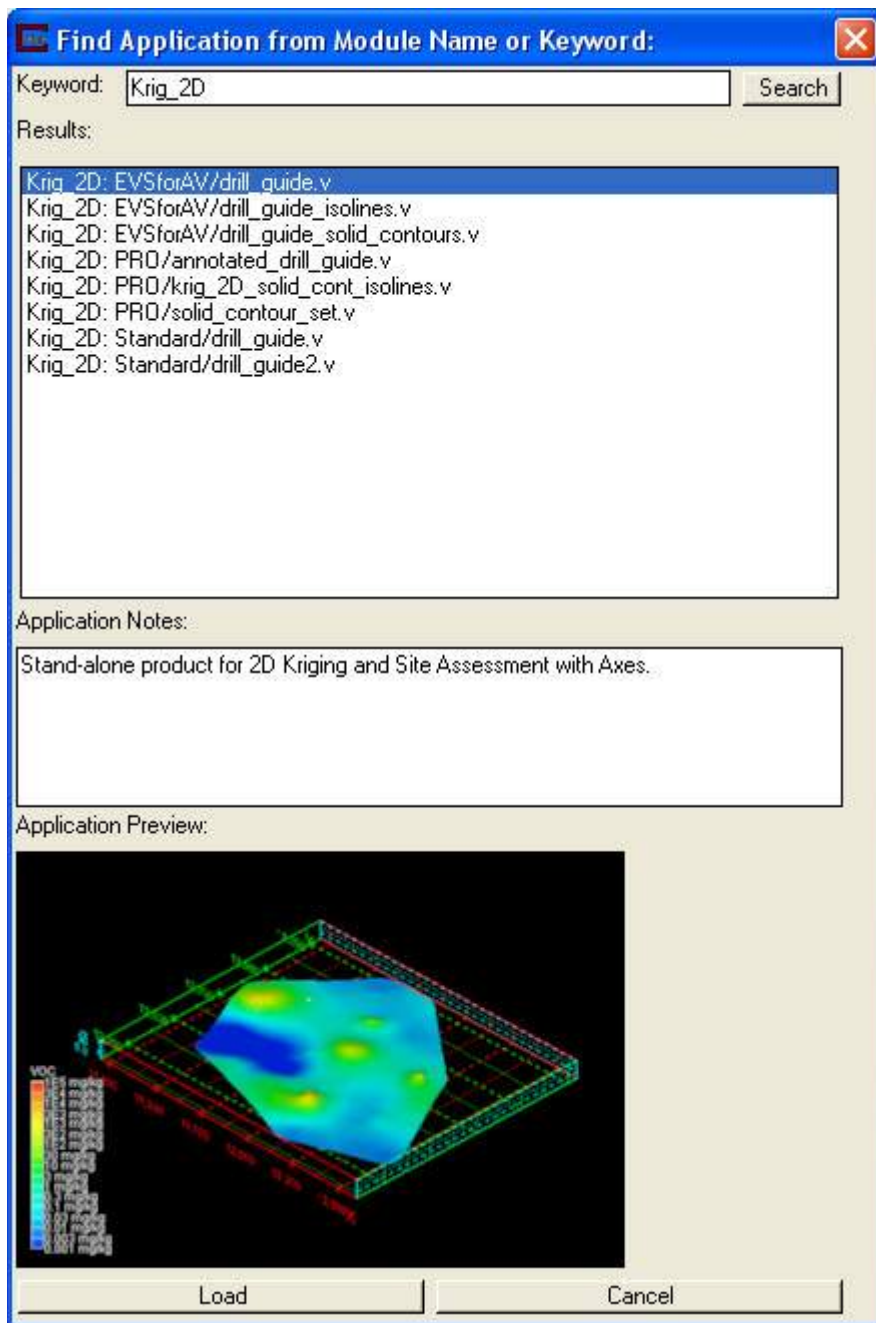 Find Application from Module Name or Keyword:
Keyword: Krig_2D Search
Results:
Krig_2D: EVSforAV/drill_guide.v
Krig_2D: EVSforAV/drill_guide_isolines.v
Krig_2D: EVSforAV/drill_guide_solid_contours.v
Krig_2D: PRO/annotated_drill_guide.v
Krig_2D: PRO/krig_2D_solid_cont_isolines.v
Krig_2D: PRO/solid_contour_set.v
Krig_2D: Standard/drill_guide.v
Krig_2D: Standard/drill_guide2.v
Application Notes:
Stand-alone product for 2D Kriging and Site Assessment with Axes.
Application Preview:
VOC
Load Cancel